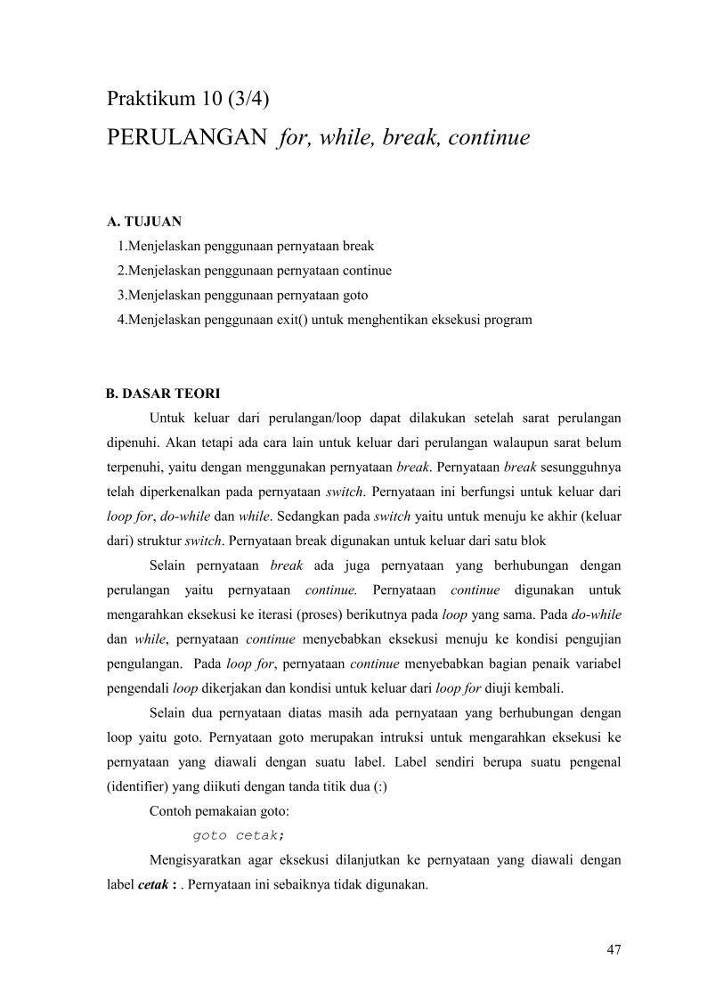 Praktikum 10 (3/4)
PERULANGAN for, while, break, continue
A. TUJUAN
1.Menjelaskan penggunaan pernyataan break
2.Menjelaskan penggunaan pernyataan continue
3.Menjelaskan penggunaan pernyataan goto
4.Menjelaskan penggunaan exit() untuk menghentikan eksekusi program
B. DASAR TEORI
Untuk keluar dari perulangan/loop dapat dilakukan setelah sarat perulangan
dipenuhi. Akan tetapi ada cara lain untuk keluar dari perulangan walaupun sarat belum
terpenuhi, yaitu dengan menggunakan pernyataan break. Pernyataan break sesungguhnya
telah diperkenalkan pada pernyataan switch. Pernyataan ini berfungsi untuk keluar dari
loop for, do-while dan while. Sedangkan pada switch yaitu untuk menuju ke akhir (keluar
dari) struktur switch. Pernyataan break digunakan untuk keluar dari satu blok
Selain pernyataan break ada juga pernyataan yang berhubungan dengan
perulangan yaitu pernyataan continue. Pernyataan continue digunakan untuk
mengarahkan eksekusi ke iterasi (proses) berikutnya pada loop yang sama. Pada do-while
dan while, pernyataan continue menyebabkan eksekusi menuju ke kondisi pengujian
pengulangan. Pada loop for, pernyataan continue menyebabkan bagian penaik variabel
pengendali loop dikerjakan dan kondisi untuk keluar dari loop for diuji kembali.
Selain dua pernyataan diatas masih ada pernyataan yang berhubungan dengan
loop yaitu goto. Pernyataan goto merupakan intruksi untuk mengarahkan eksekusi ke
pernyataan yang diawali dengan suatu label. Label sendiri berupa suatu pengenal
(identifier) yang diikuti dengan tanda titik dua (:)
Contoh pemakaian goto:
goto cetak;
Mengisyaratkan agar eksekusi dilanjutkan ke pernyataan yang diawali dengan
label cetak : . Pernyataan ini sebaiknya tidak digunakan.
47